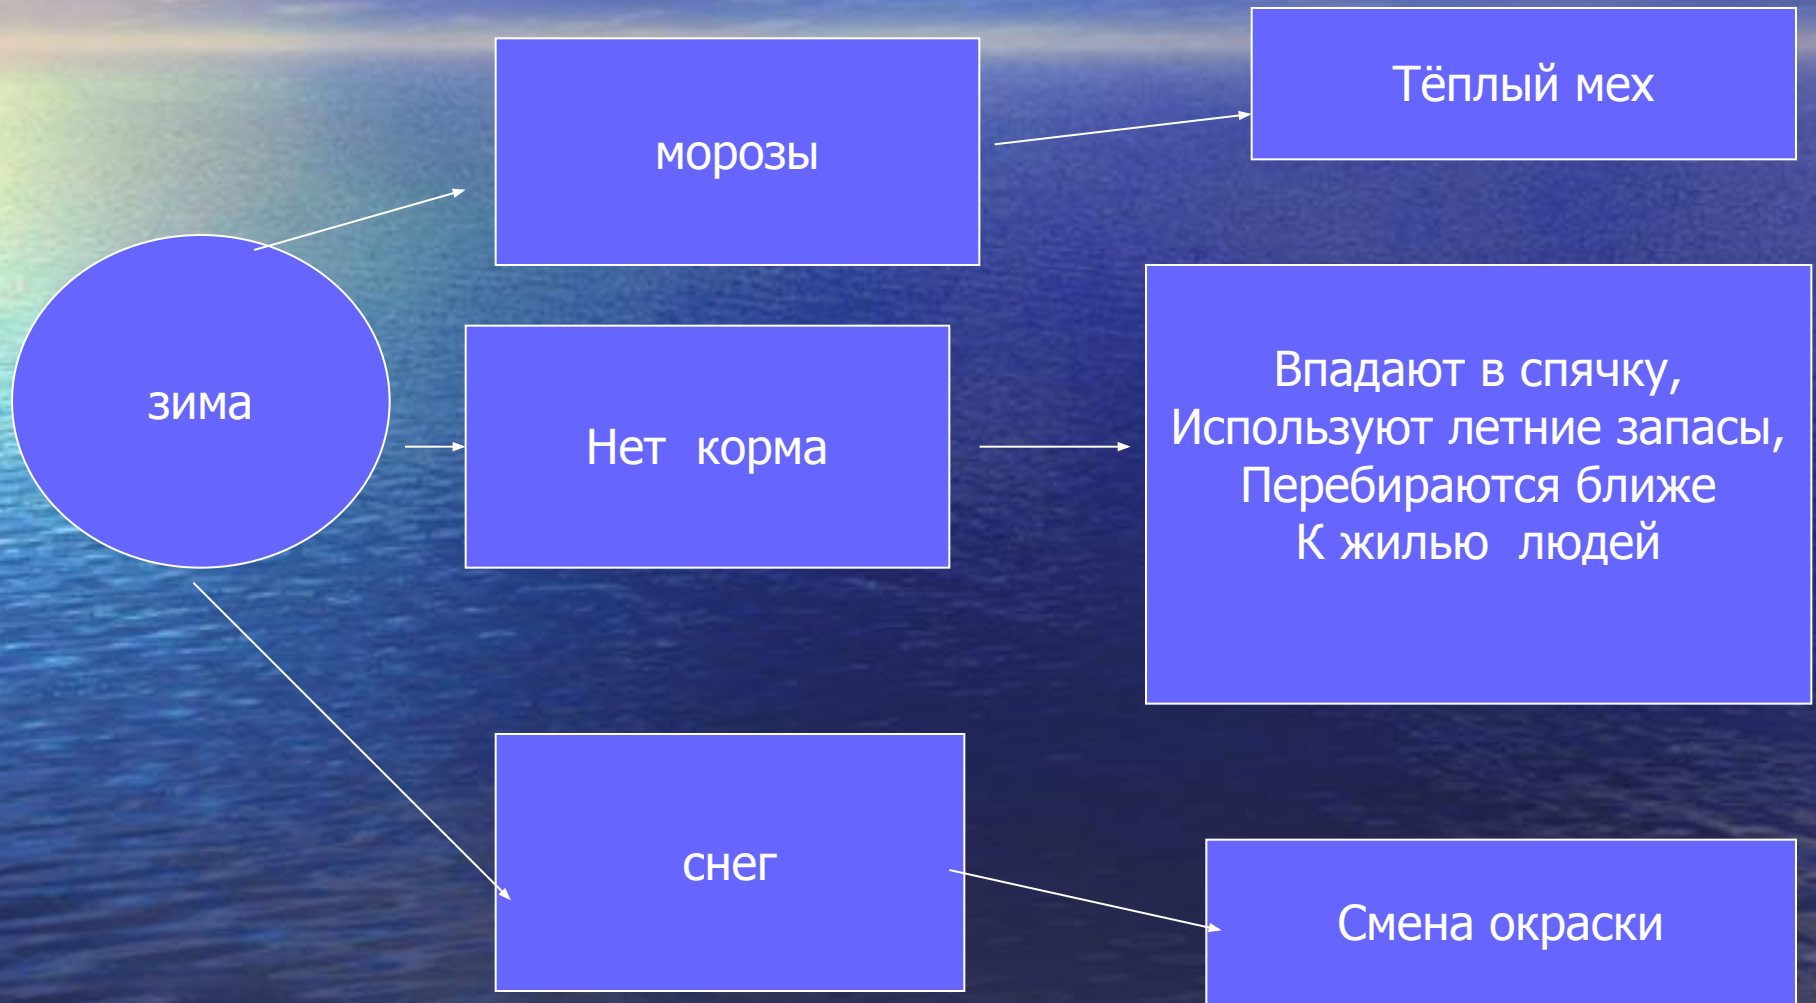 Тёплый мех
морозы
зима
Нет  корма
Впадают в спячку,
Используют летние запасы,
Перебираются ближе
К жилью  людей
снег
Смена окраски